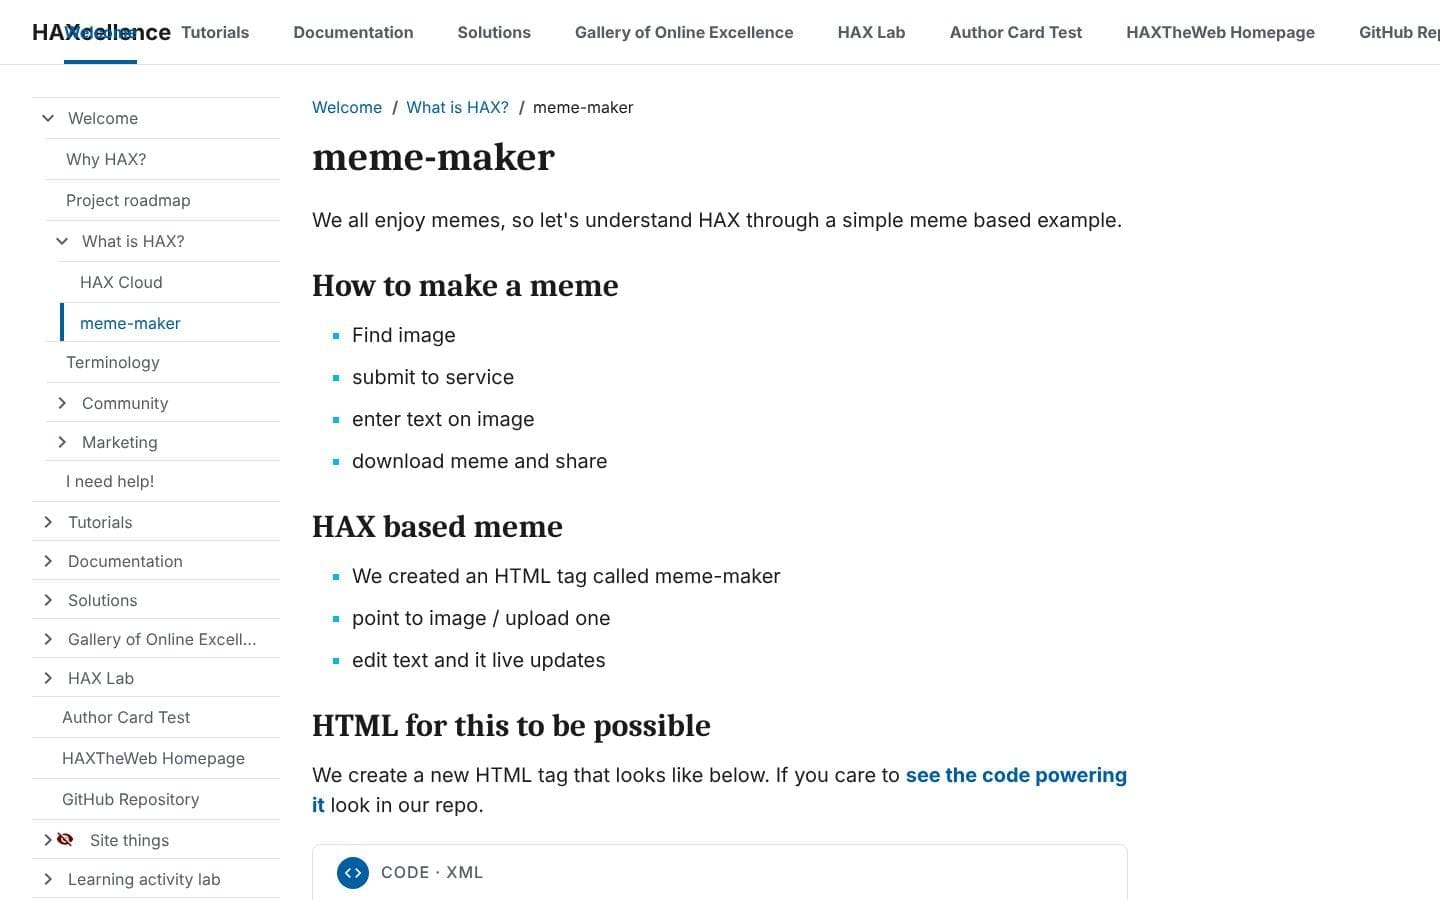 HAXcellence
Welcome
Tutorials
Documentation
Solutions
Gallery of Online Excellence
HAX Lab
Author Card Test
HAXTheWeb Homepage
GitHub Rep
Welcome
Why HAX?
Project roadmap
What is HAX?
HAX Cloud
meme-maker
Terminology
Community
Marketing
I need help!
Tutorials
Documentation
Solutions
Gallery of Online Excell...
HAX Lab
Author Card Test
HAXTheWeb Homepage
GitHub Repository
Site things
Learning activity lab
Welcome / What is HAX? / meme-maker
meme-maker
We all enjoy memes, so let's understand HAX through a simple meme based example.
How to make a meme
Find image
submit to service
enter text on image
download meme and share
HAX based meme
We created an HTML tag called meme-maker
point to image / upload one
edit text and it live updates
HTML for this to be possible
We create a new HTML tag that looks like below. If you care to see the code powering
it look in our repo.
CODE · XML